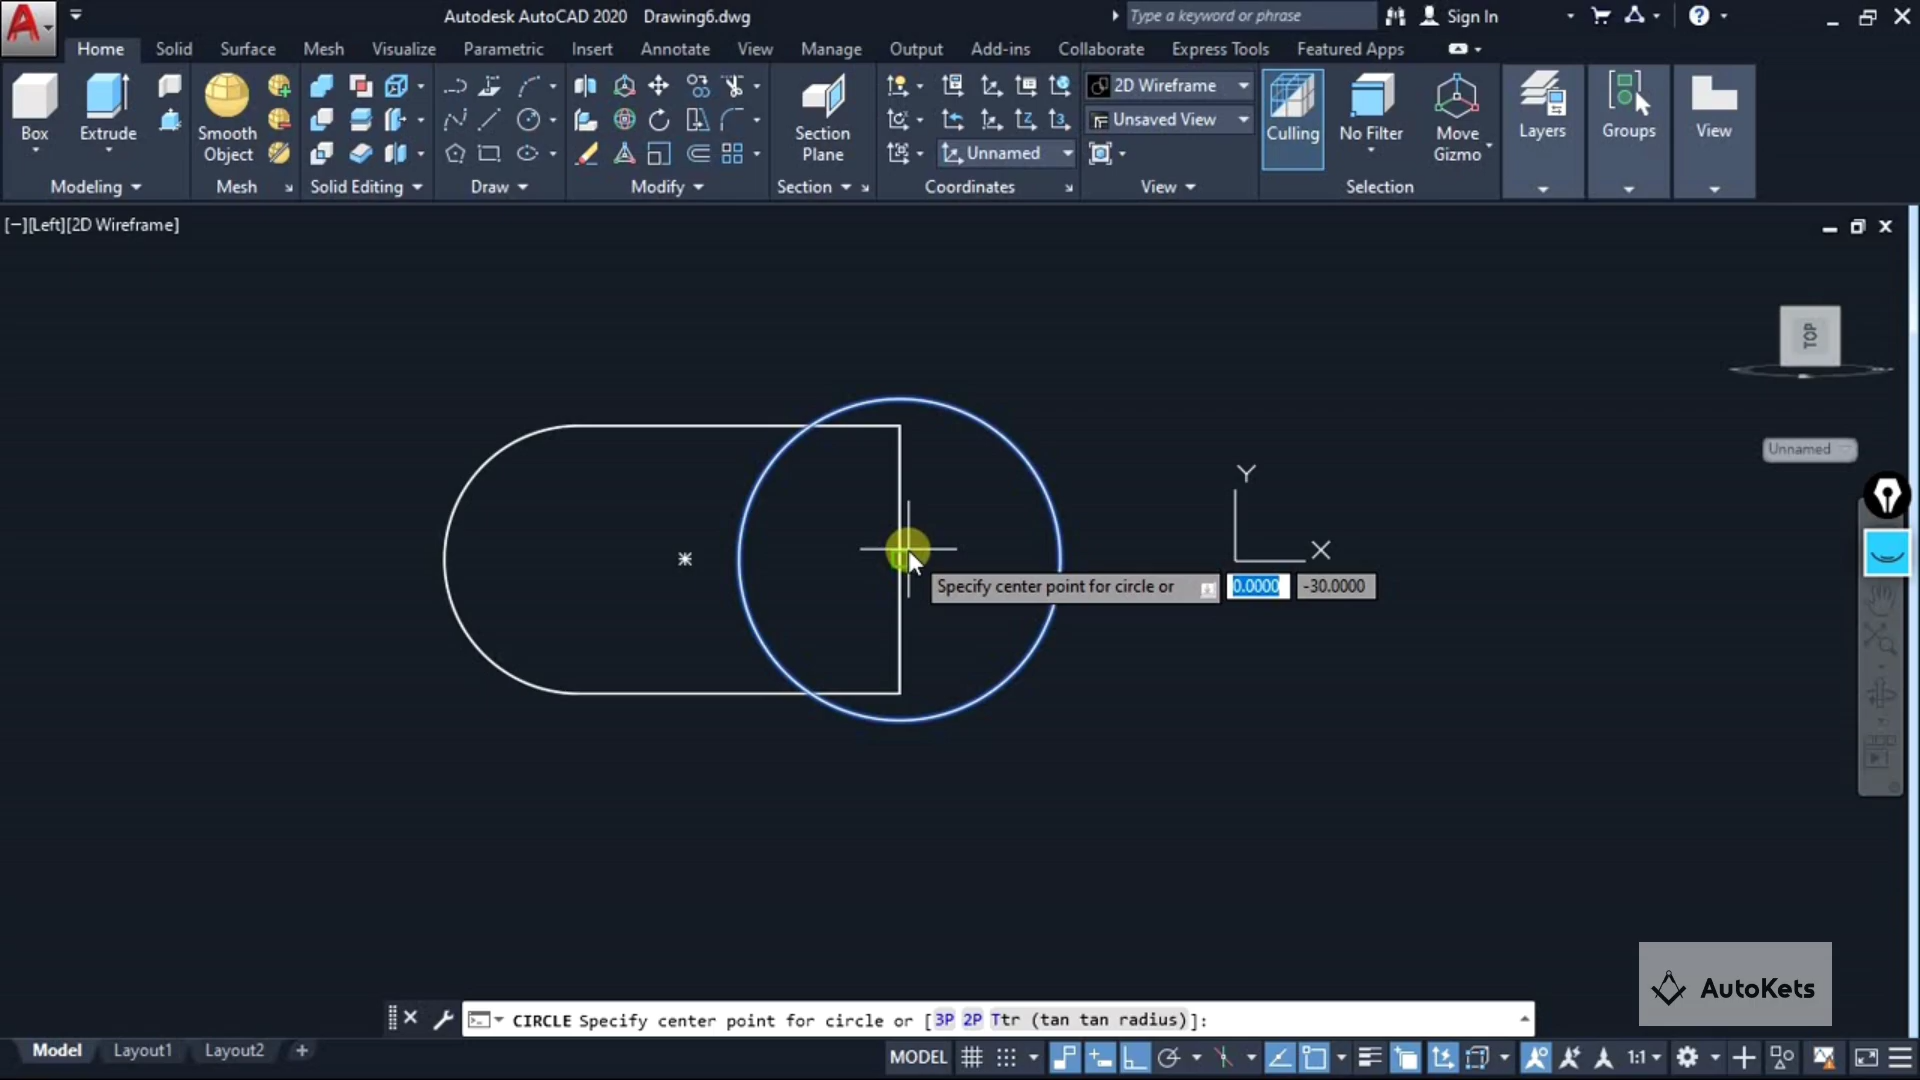 Autodesk AutoCAD 2020 Drawing6.dwg
Type a keyword or phrase
Sign In
Home Solid Surface Mesh Visualize Parametric Insert Annotate View Manage Output Add-ins Collaborate Express Tools Featured Apps
Box
Extrude
Smooth
Object
Section
Plane
Unnamed
2D Wireframe
Unsaved View
Culling
No Filter
Move
Gizmo
Layers
Groups
View
Modeling
Mesh
Solid Editing
Draw
Modify
Section
Coordinates
View
Selection
[−][Left][2D Wireframe]
TOP
Unnamed
Y
X
Specify center point for circle or
0.0000
-30.0000
AutoKets
CIRCLE Specify center point for circle or [3P 2P Ttr (tan tan radius)]:
Model Layout1 Layout2 +
MODEL
1:1